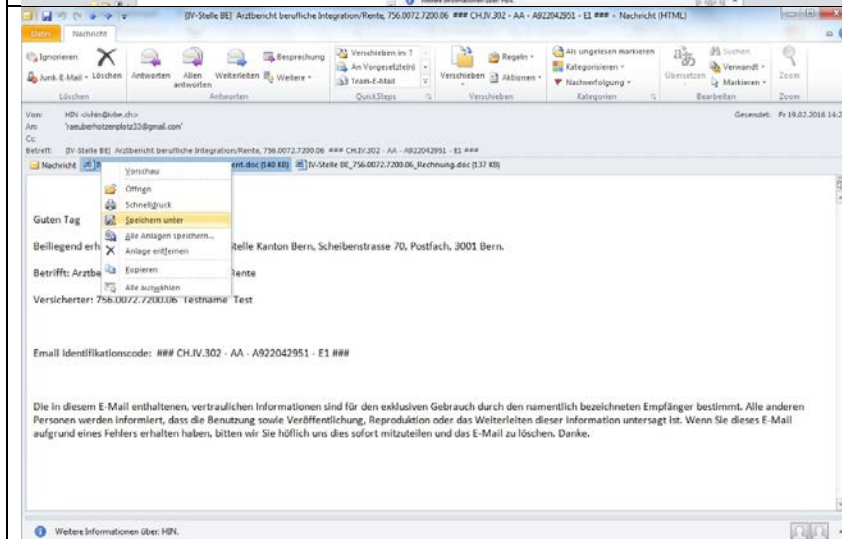 Weitere Informationen über: HIN.
[IV-Stelle BE] Arztbericht berufliche Integration/Rente, 756.0072.7200.06 ### CH.IV.302 - AA - A922042951 - E1 ### - Nachricht (HTML)
Datei Nachricht
Ignorieren
Junk-E-Mail
Löschen
Antworten
Allen antworten
Weiterleiten
Besprechung
Weitere
Verschieben in: ?
An Vorgesetzte(n)
Team-E-Mail
Verschieben
Regeln
Aktionen
Als ungelesen markieren
Kategorisieren
Nachverfolgung
Übersetzen
Suchen
Verwandt
Markieren
Zoom
Löschen Antworten QuickSteps Verschieben Kategorien Bearbeiten Zoom
Von: HIN <ivhin@ivbe.ch> Gesendet: Fr 19.02.2016
An: 'raeuberhotzenplotz33@gmail.com'
Cc:
Betreff: [IV-Stelle BE] Arztbericht berufliche Integration/Rente, 756.0072.7200.06 ### CH.IV.302 - AA - A922042951 - E1 ###
Nachricht ent.doc (140 KB) IV-Stelle BE_756.0072.7200.06_Rechnung.doc (137 KB)
Vorschau
Öffnen
Schnelldruck
Speichern unter
Alle Anlagen speichern...
Anlage entfernen
Kopieren
Alle auswählen
Guten Tag
Beiliegend erh telle Kanton Bern, Scheibenstrasse 70, Postfach, 3001 Bern.
Betrifft: Arztbe Rente
Versicherter: 756.0072.7200.06 Testname Test
Email Identifikationscode: ### CH.IV.302 - AA - A922042951 - E1 ###
Die in diesem E-Mail enthaltenen, vertraulichen Informationen sind für den exklusiven Gebrauch durch den namentlich bezeichneten Empfänger bestimmt. Alle anderen
Personen werden informiert, dass die Benutzung sowie Veröffentlichung, Reproduktion oder das Weiterleiten dieser Information untersagt ist. Wenn Sie dieses E-Mail
aufgrund eines Fehlers erhalten haben, bitten wir Sie höflich uns dies sofort mitzuteilen und das E-Mail zu löschen. Danke.
Weitere Informationen über: HIN.